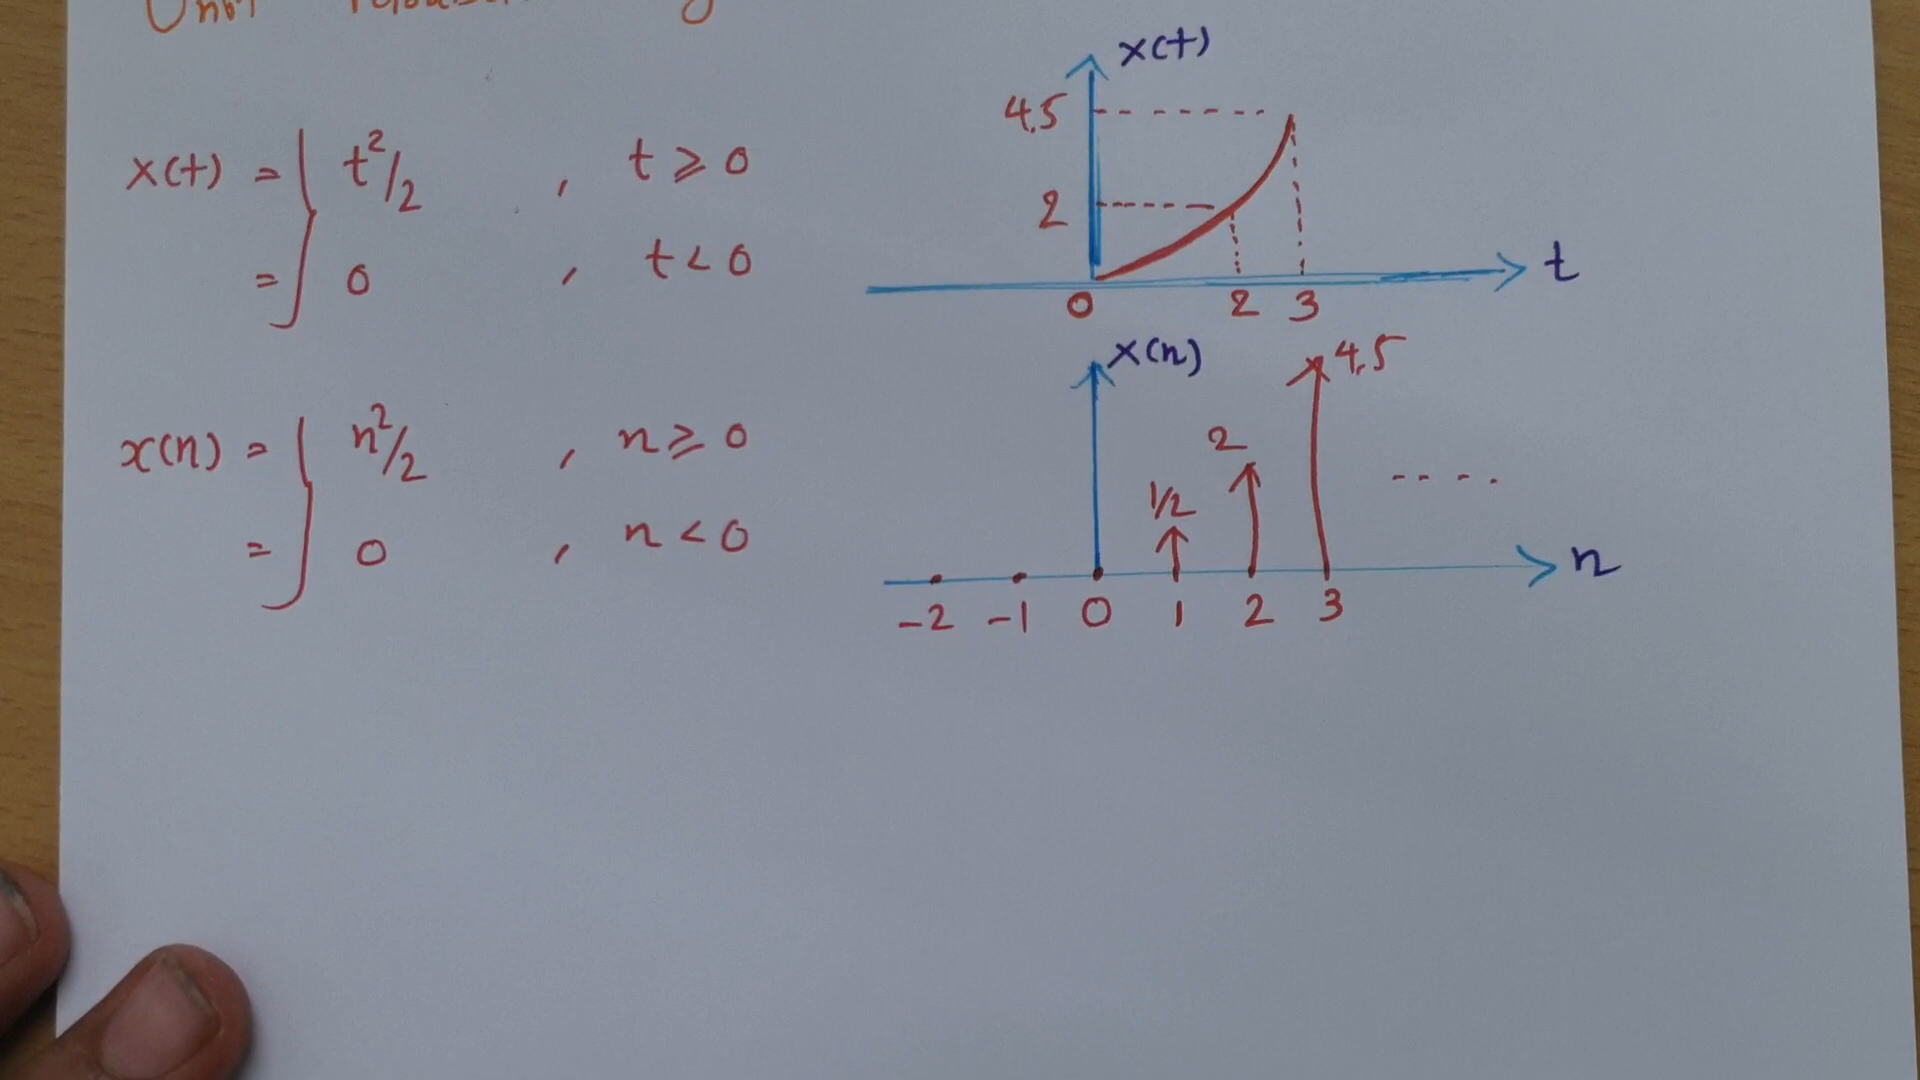 x(t) = { t²/2 , t ≥ 0
= 0 , t < 0
x(t)
4.5
2
0 2 3
t
x(n) = { n²/2 , n ≥ 0
= 0 , n < 0
x(n)
1/2 2 4.5 ----
-2 -1 0 1 2 3
n